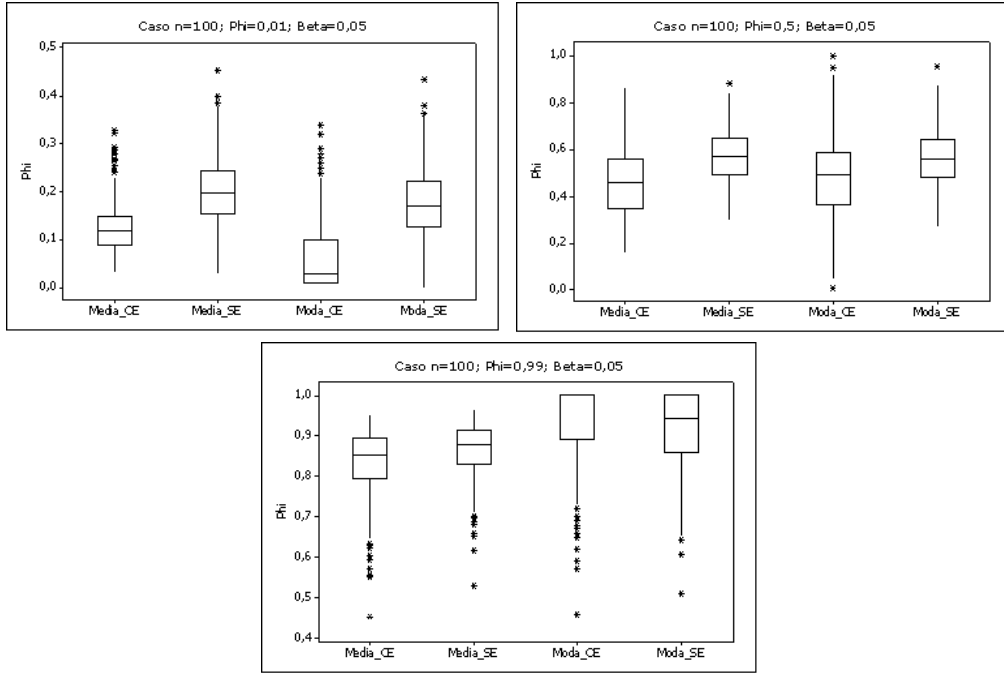 Caso n=100; Phi=0,01; Beta=0,05
0,5
0,4
0,3
0,2
0,1
0,0
Phi
Media_CE
Media_SE
Moda_CE
Moda_SE
Caso n=100; Phi=0,5; Beta=0,05
1,0
0,8
0,6
0,4
0,2
0,0
Phi
Media_CE
Media_SE
Moda_CE
Moda_SE
Caso n=100; Phi=0,99; Beta=0,05
1,0
0,9
0,8
0,7
0,6
0,5
0,4
Phi
Media_CE
Media_SE
Moda_CE
Moda_SE